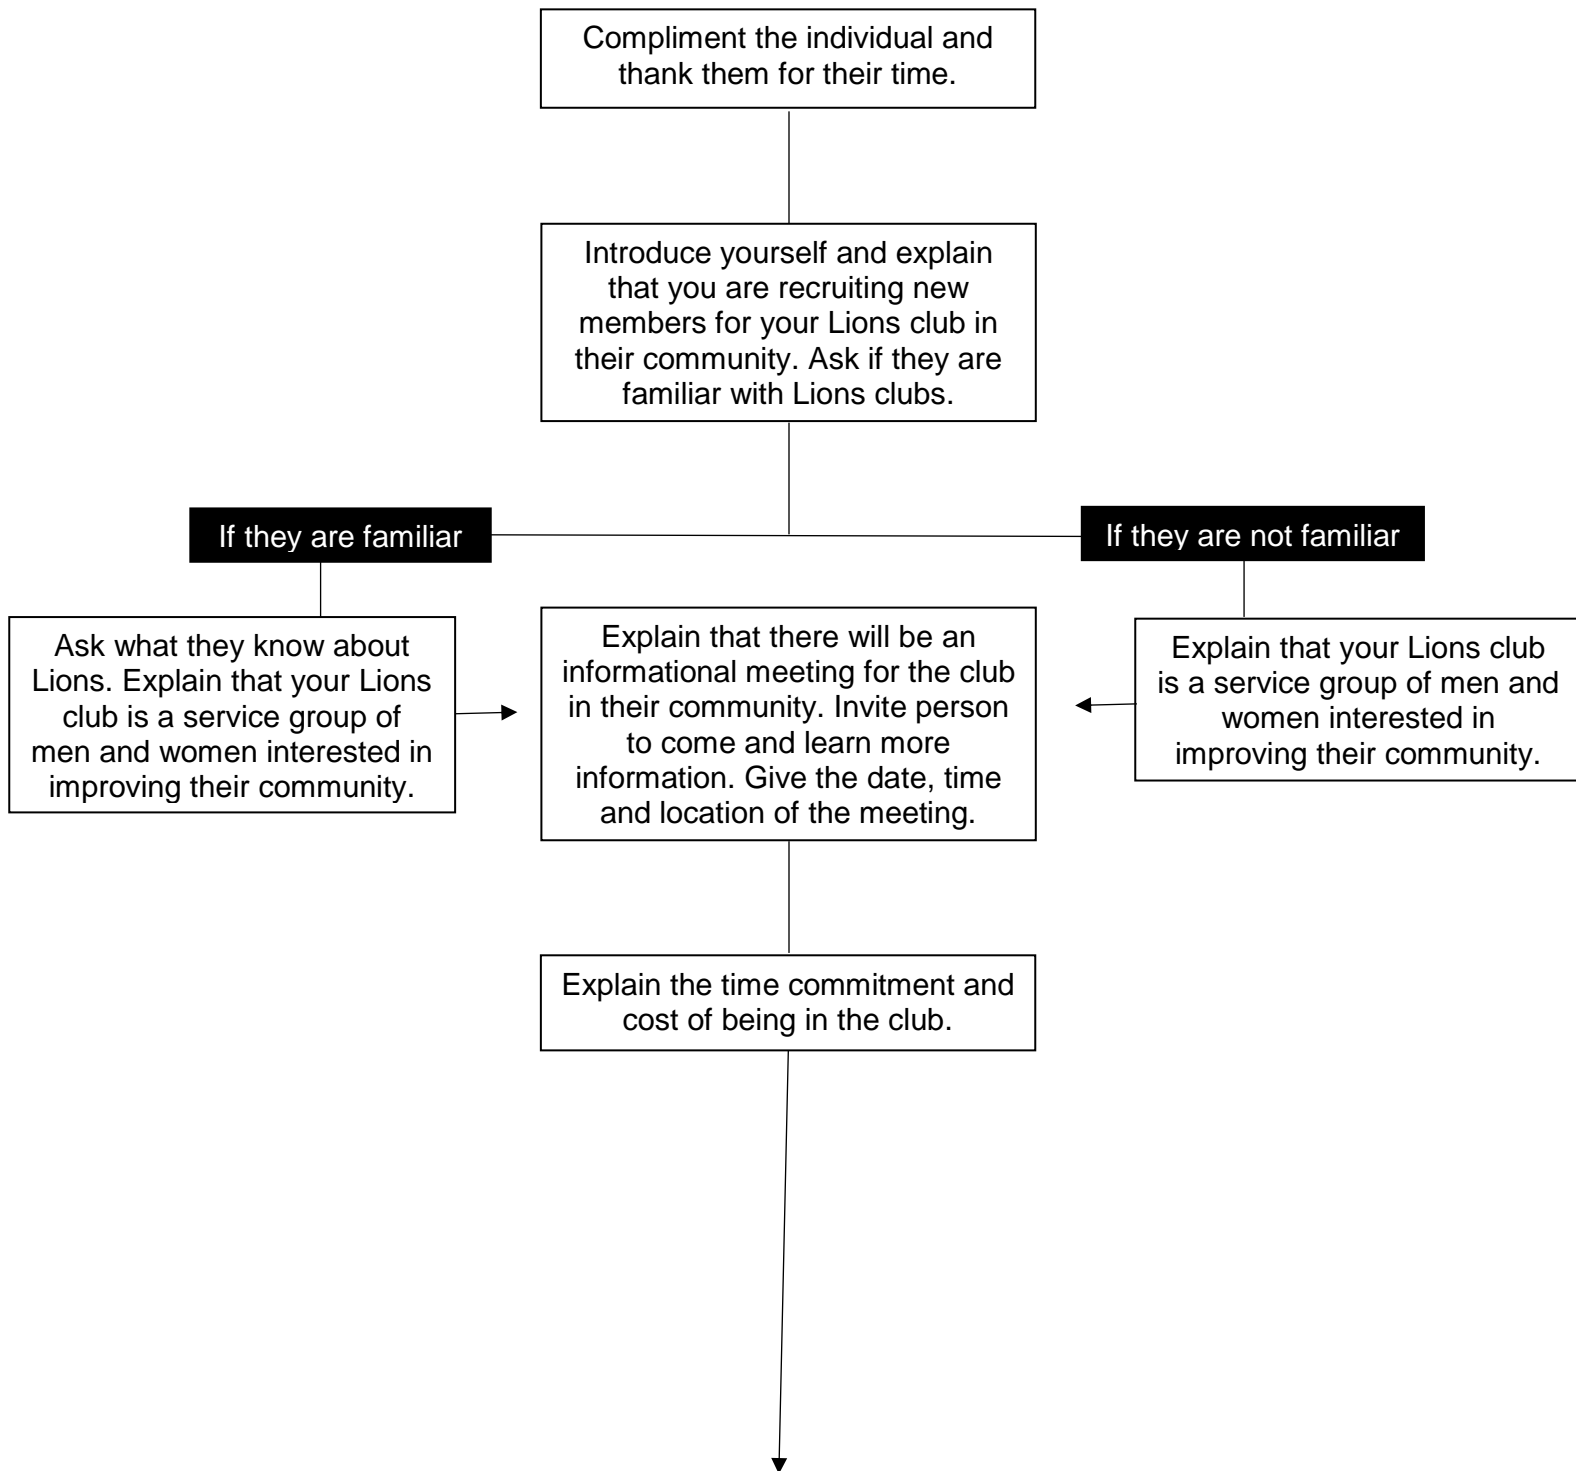 Compliment the individual and
thank them for their time.
Introduce yourself and explain
that you are recruiting new
members for your Lions club in
their community. Ask if they are
familiar with Lions clubs.
If they are familiar
If they are not familiar
Ask what they know about
Lions. Explain that your Lions
club is a service group of
men and women interested in
improving their community.
Explain that there will be an
informational meeting for the club
in their community. Invite person
to come and learn more
information. Give the date, time
and location of the meeting.
Explain that your Lions club
is a service group of men and
women interested in
improving their community.
Explain the time commitment and
cost of being in the club.